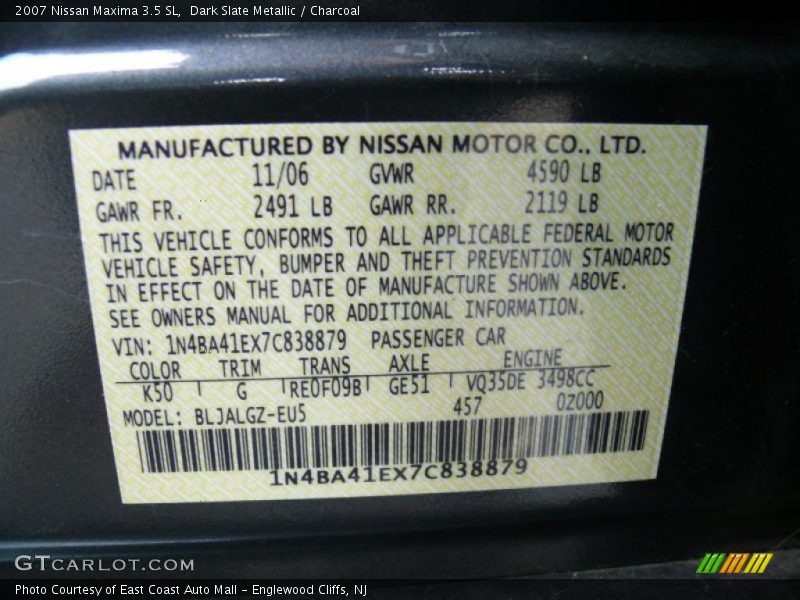 2007 Nissan Maxima 3.5 SL,  Dark Slate Metallic / Charcoal
MANUFACTURED BY NISSAN MOTOR CO., LTD.
DATE 11/06 GVWR 4590 LB
GAWR FR. 2491 LB GAWR RR. 2119 LB
THIS VEHICLE CONFORMS TO ALL APPLICABLE FEDERAL MOTOR
VEHICLE SAFETY, BUMPER AND THEFT PREVENTION STANDARDS
IN EFFECT ON THE DATE OF MANUFACTURE SHOWN ABOVE.
SEE OWNERS MANUAL FOR ADDITIONAL INFORMATION.
VIN: 1N4BA41EX7C838879 PASSENGER CAR
COLOR TRIM TRANS AXLE ENGINE
K50 G RE0F09B GE51 VQ35DE 3498CC
MODEL: BLJALGZ-EU5 457 0Z000
1N4BA41EX7C838879
GTCARLOT.COM
Photo Courtesy of East Coast Auto Mall - Englewood Cliffs, NJ